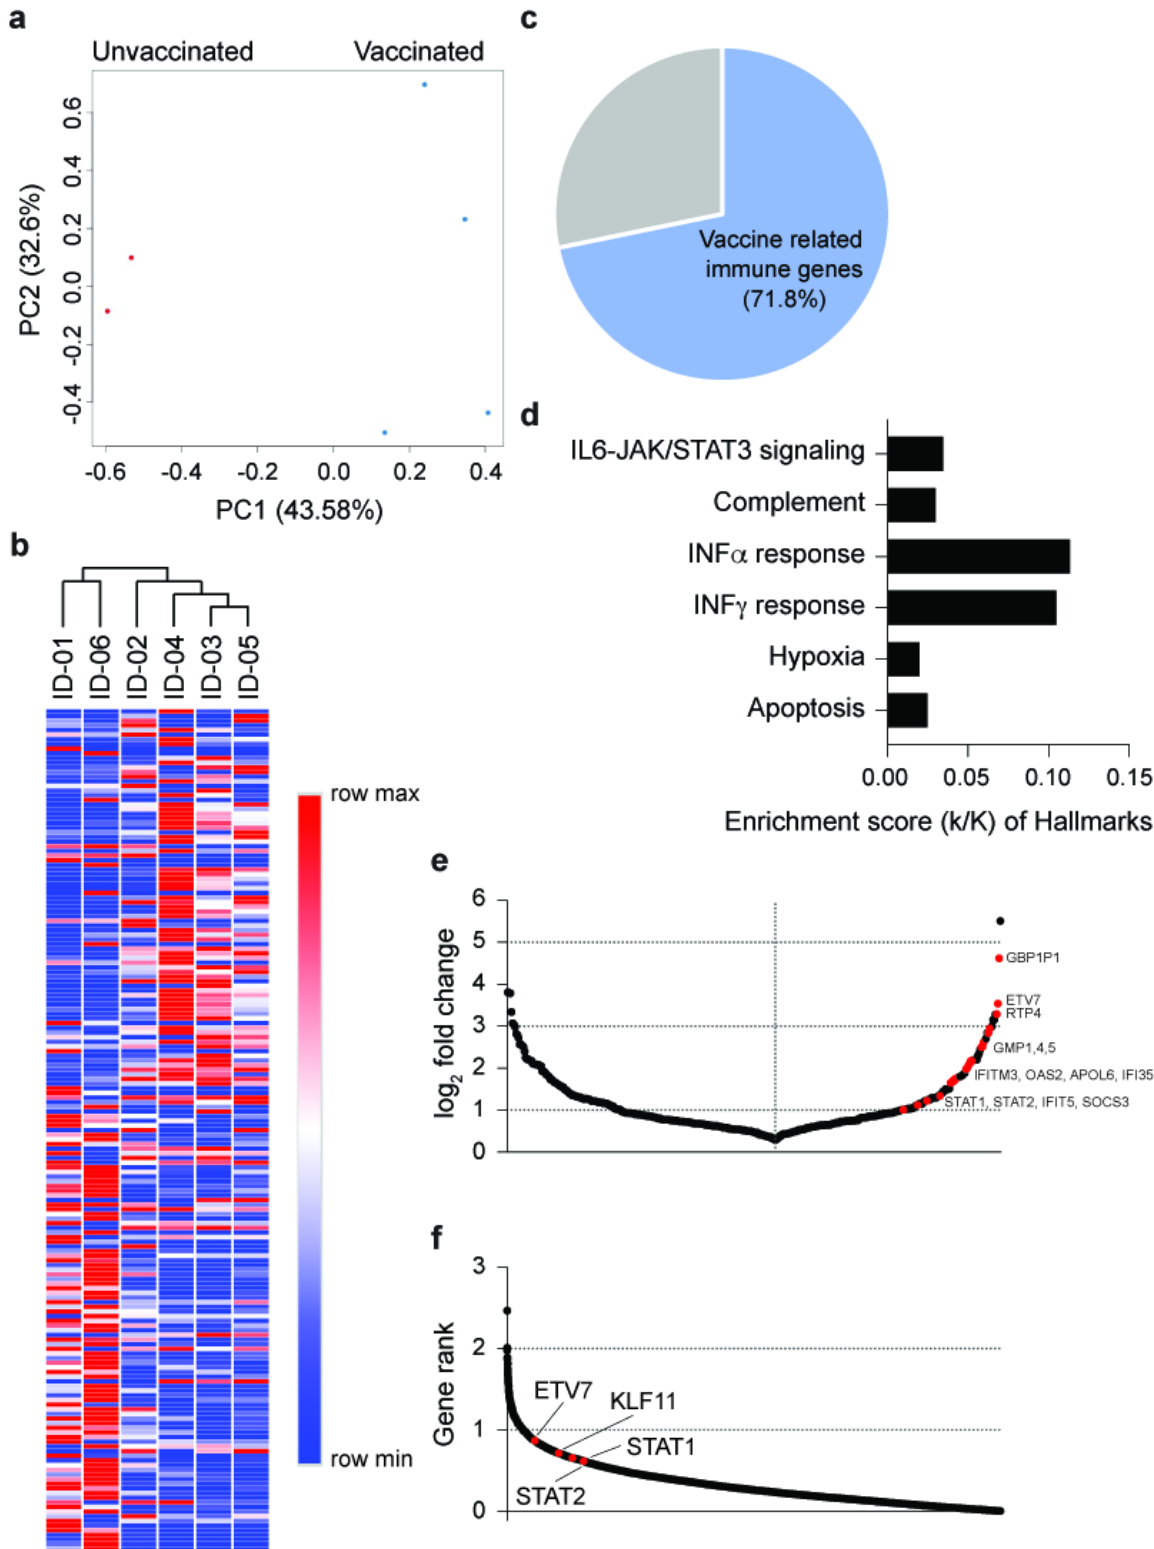 a
Unvaccinated
Vaccinated
0.6
0.4
0.2
0.0
-0.2
-0.4
PC2 (32.6%)
-0.6
-0.4
-0.2
0.0
0.2
0.4
PC1 (43.58%)
b
ID-01
ID-06
ID-02
ID-04
ID-03
ID-05
row max
row min
c
Vaccine related
immune genes
(71.8%)
d
IL6-JAK/STAT3 signaling
Complement
INFα response
INFγ response
Hypoxia
Apoptosis
0.00
0.05
0.10
0.15
Enrichment score (k/K) of Hallmarks
e
6
5
4
3
2
1
0
log2 fold change
GBP1P1
ETV7
RTP4
GMP1,4,5
IFITM3, OAS2, APOL6, IFI35
STAT1, STAT2, IFIT5, SOCS3
f
3
2
1
0
Gene rank
ETV7
KLF11
STAT1
STAT2